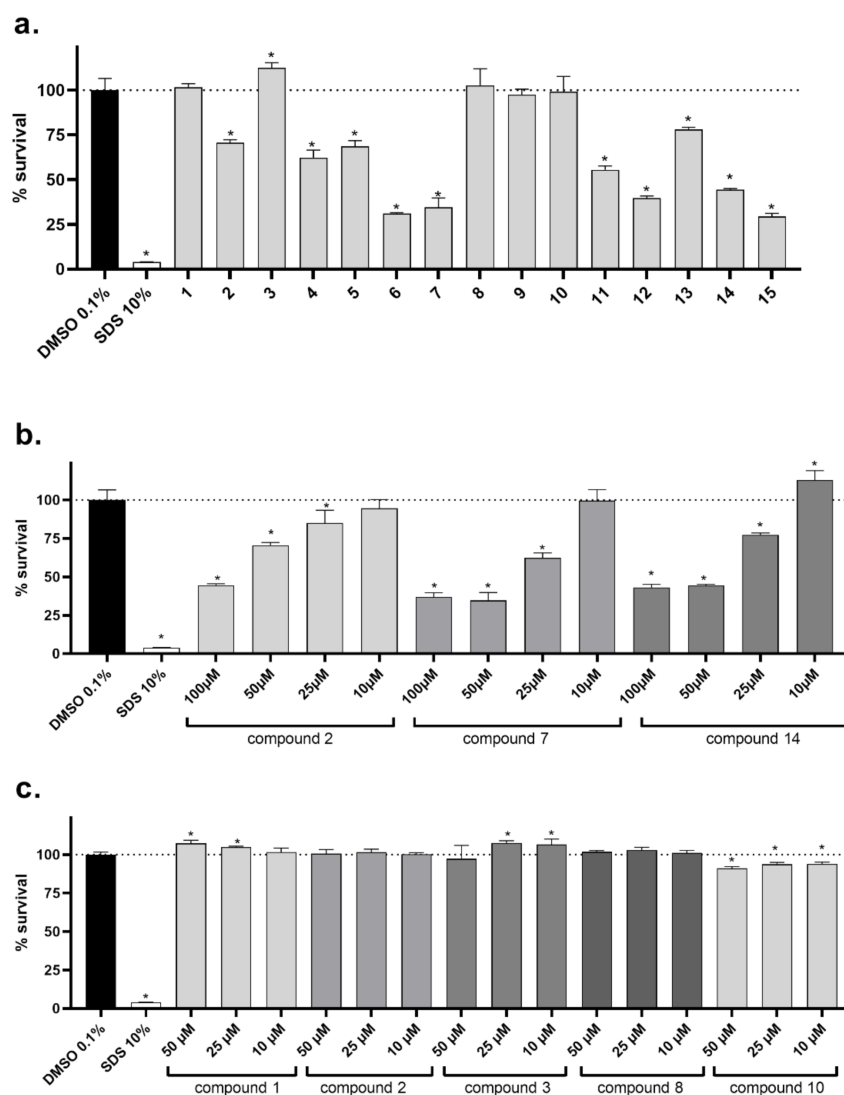 a.
% survival
100
75
50
25
0
* * * * * * * * * * * *
DMSO 0.1% SDS 10% 1 2 3 4 5 6 7 8 9 10 11 12 13 14 15
b.
% survival
100
75
50
25
0
* * * * * * * * * * *
DMSO 0.1% SDS 10% 100µM 50µM 25µM 10µM 100µM 50µM 25µM 10µM 100µM 50µM 25µM 10µM
compound 2 compound 7 compound 14
c.
% survival
100
75
50
25
0
* * * * * * * *
DMSO 0.1% SDS 10% 50 µM 25 µM 10 µM 50 µM 25 µM 10 µM 50 µM 25 µM 10 µM 50 µM 25 µM 10 µM 50 µM 25 µM 10 µM
compound 1 compound 2 compound 3 compound 8 compound 10